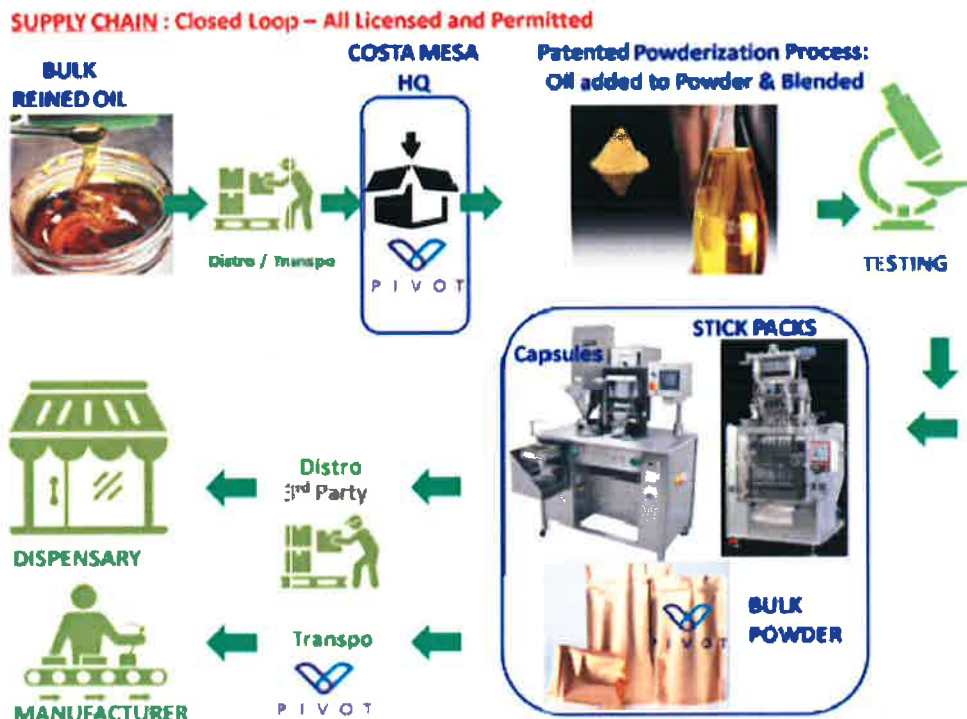 SUPPLY CHAIN : Closed Loop – All Licensed and Permitted
BULK
REINED OIL
COSTA MESA
HQ
Patented Powderization Process:
Oil added to Powder & Blended
Distro / Transpo
PIVOT
TESTING
Capsules
STICK PACKS
Distro
3rd Party
DISPENSARY
BULK
POWDER
PIVOT
Transpo
PIVOT
MANUFACTURER